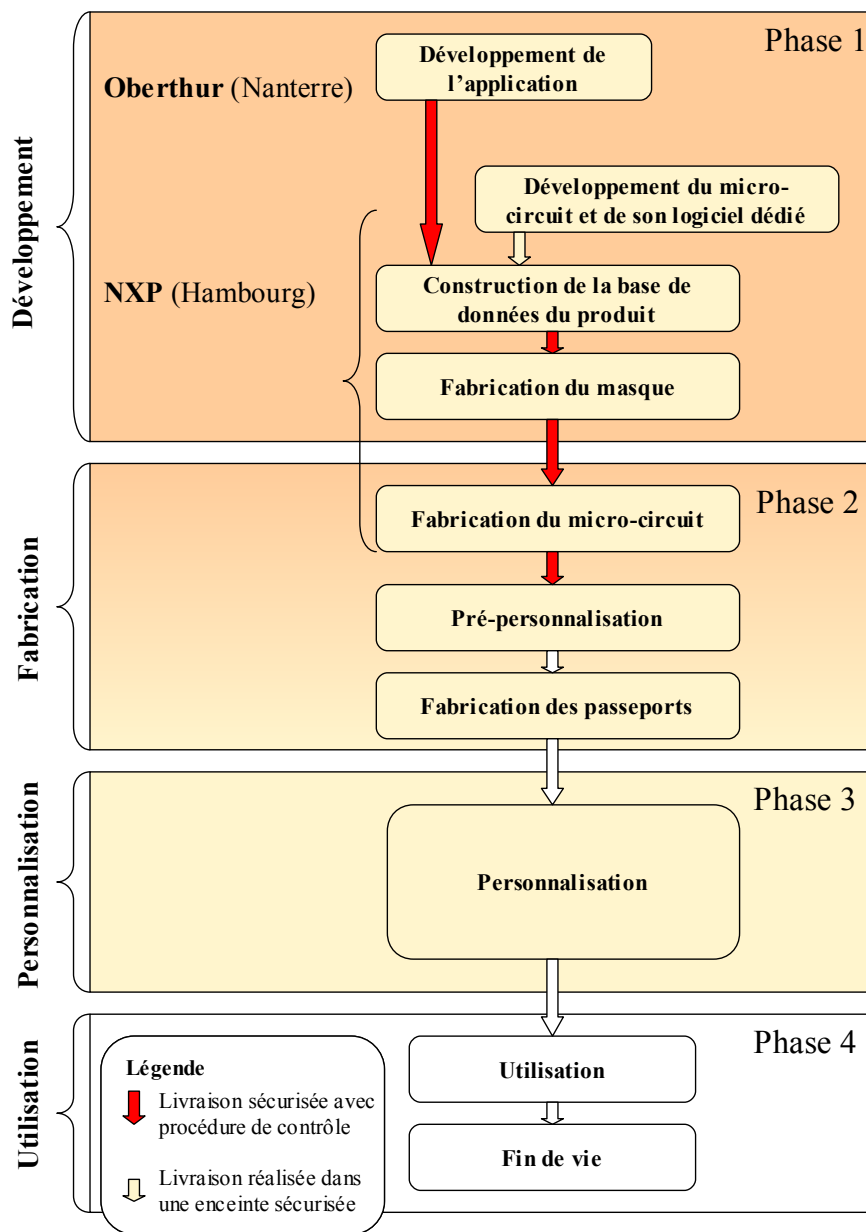 Phase 1
Développement de
l'application
Oberthur (Nanterre)
Développement
Développement du micro-
circuit et de son logiciel dédié
NXP (Hambourg)
Construction de la base de
données du produit
Fabrication du masque
Phase 2
Fabrication
Fabrication du micro-circuit
Pré-personnalisation
Fabrication des passeports
Phase 3
Personnalisation
Personnalisation
Phase 4
Utilisation
Utilisation
Fin de vie
Légende
Livraison sécurisée avec
procédure de contrôle
Livraison réalisée dans
une enceinte sécurisée